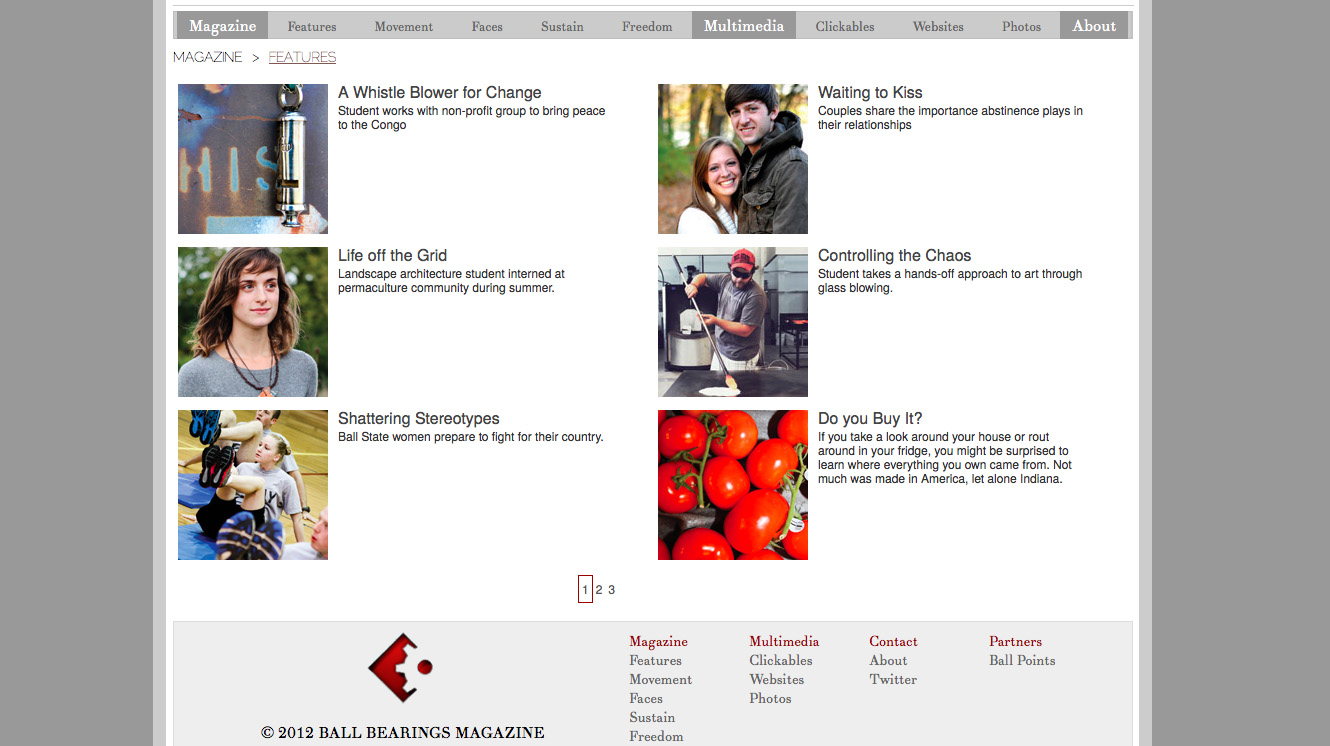 Magazine Features Movement Faces Sustain Freedom Multimedia Clickables Websites Photos About
MAGAZINE > FEATURES
A Whistle Blower for Change
Student works with non-profit group to bring peace
to the Congo
HIS
Waiting to Kiss
Couples share the importance abstinence plays in
their relationships
Life off the Grid
Landscape architecture student interned at
permaculture community during summer.
Controlling the Chaos
Student takes a hands-off approach to art through
glass blowing.
Shattering Stereotypes
Ball State women prepare to fight for their country.
Do you Buy It?
If you take a look around your house or rout
around in your fridge, you might be surprised to
learn where everything you own came from. Not
much was made in America, let alone Indiana.
1 2 3
© 2012 BALL BEARINGS MAGAZINE
Magazine
Features
Movement
Faces
Sustain
Freedom
Multimedia
Clickables
Websites
Photos
Contact
About
Twitter
Partners
Ball Points